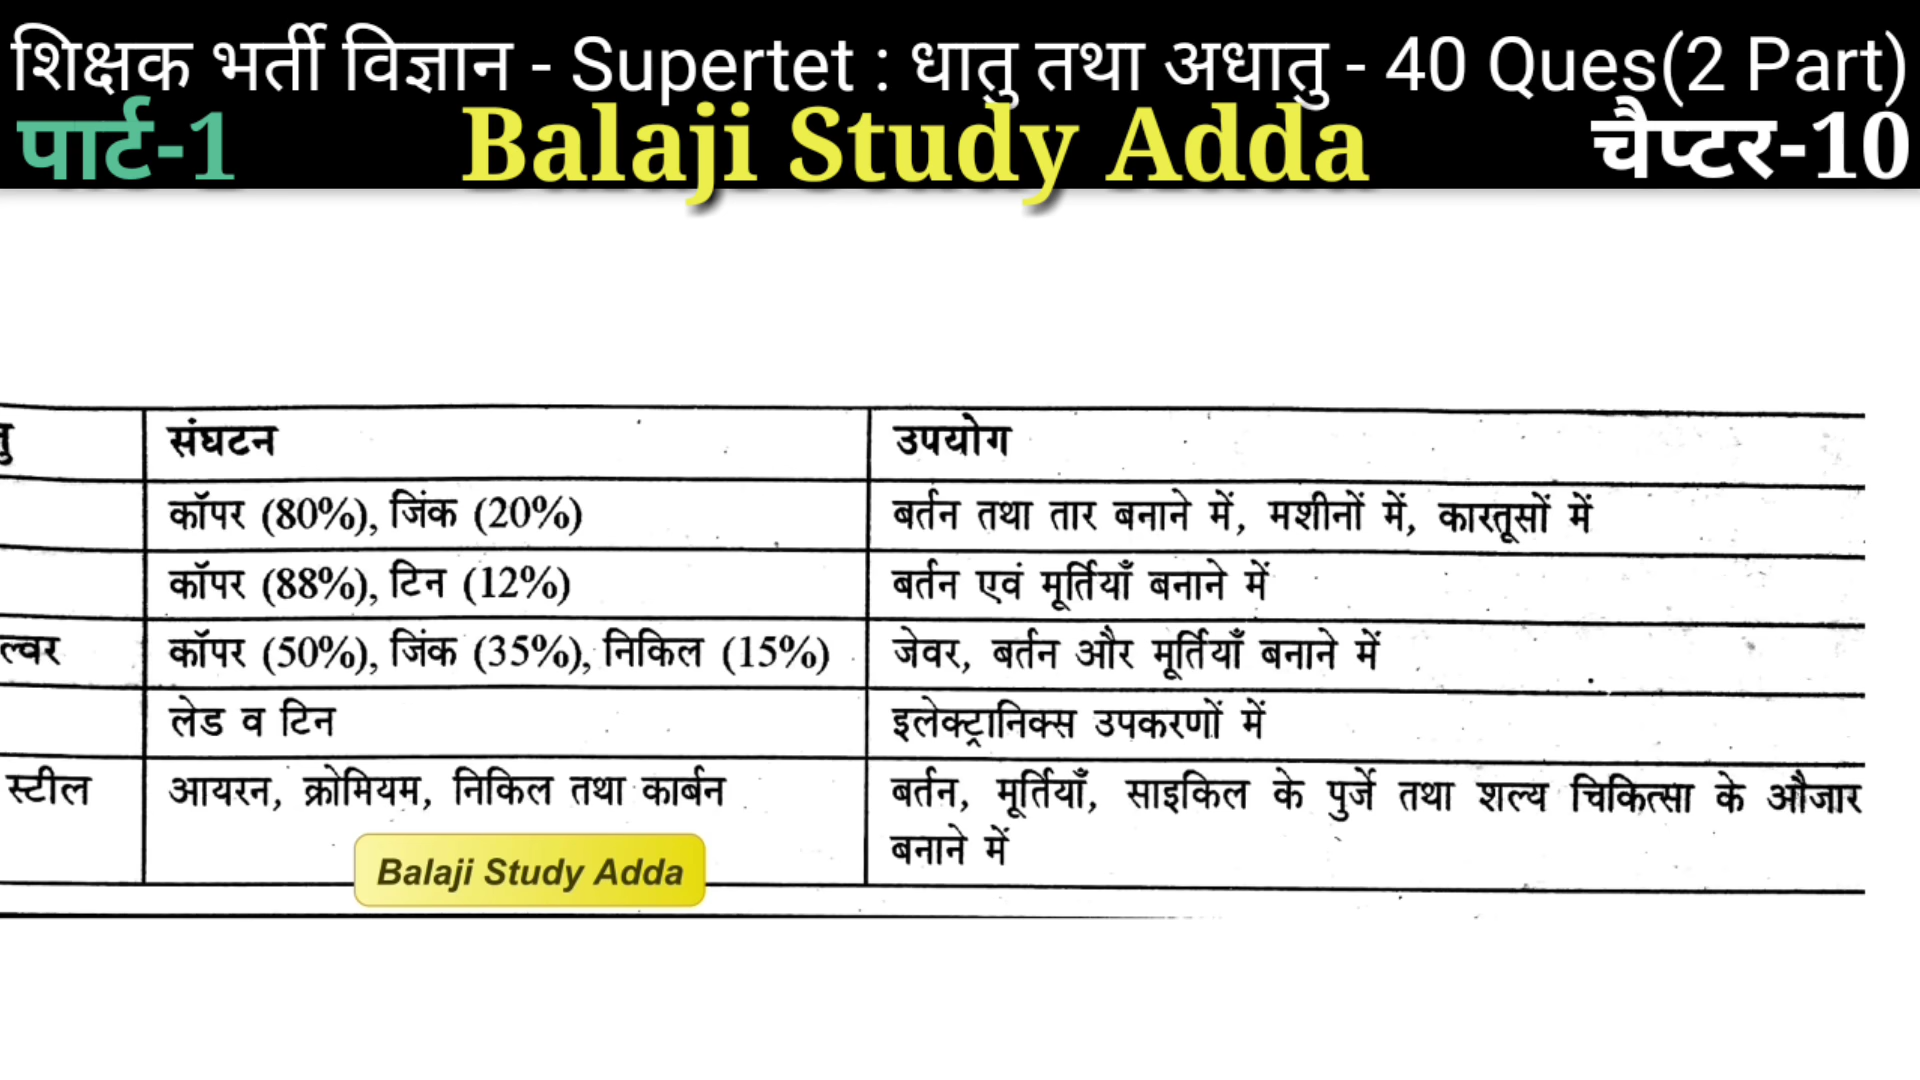 शिक्षक भर्ती विज्ञान - Supertet : धातु तथा अधातु - 40 Ques(2 Part)
पार्ट-1 Balaji Study Adda चैप्टर-10
संघटन उपयोग
कॉपर (80%), जिंक (20%) बर्तन तथा तार बनाने में, मशीनों में, कारतूसों में
कॉपर (88%), टिन (12%) बर्तन एवं मूर्तियाँ बनाने में
ल्वर कॉपर (50%), जिंक (35%), निकिल (15%) जेवर, बर्तन और मूर्तियाँ बनाने में
लेड व टिन इलेक्ट्रानिक्स उपकरणों में
स्टील आयरन, क्रोमियम, निकिल तथा कार्बन बर्तन, मूर्तियाँ, साइकिल के पुर्जे तथा शल्य चिकित्सा के औजार
बनाने में
Balaji Study Adda